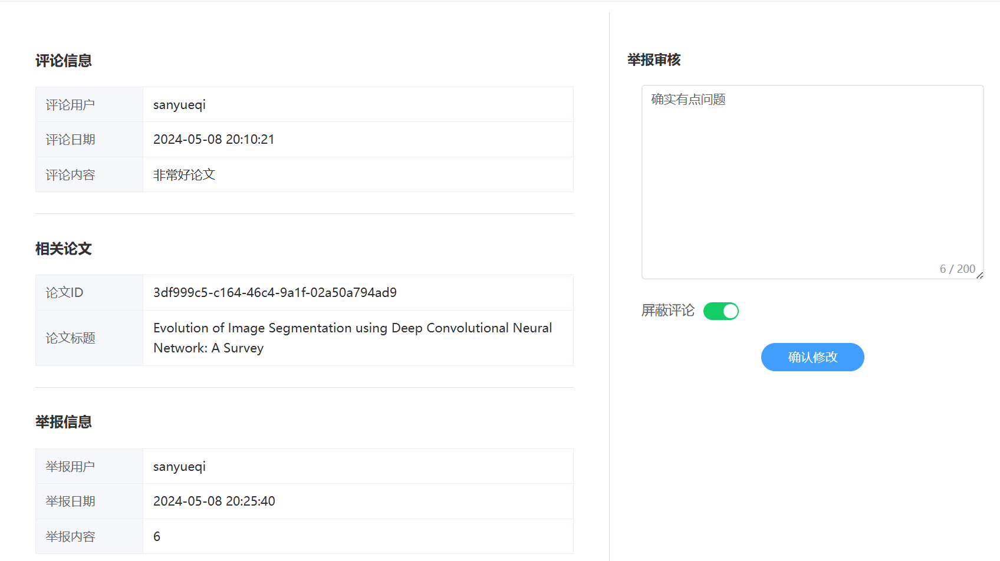 评论信息
评论用户 sanyueqi
评论日期 2024-05-08 20:10:21
评论内容 非常好论文
相关论文
论文ID 3df999c5-c164-46c4-9a1f-02a50a794ad9
论文标题 Evolution of Image Segmentation using Deep Convolutional Neural
Network: A Survey
举报信息
举报用户 sanyueqi
举报日期 2024-05-08 20:25:40
举报内容 6
举报审核
确实有点问题
6 / 200
屏蔽评论
确认修改